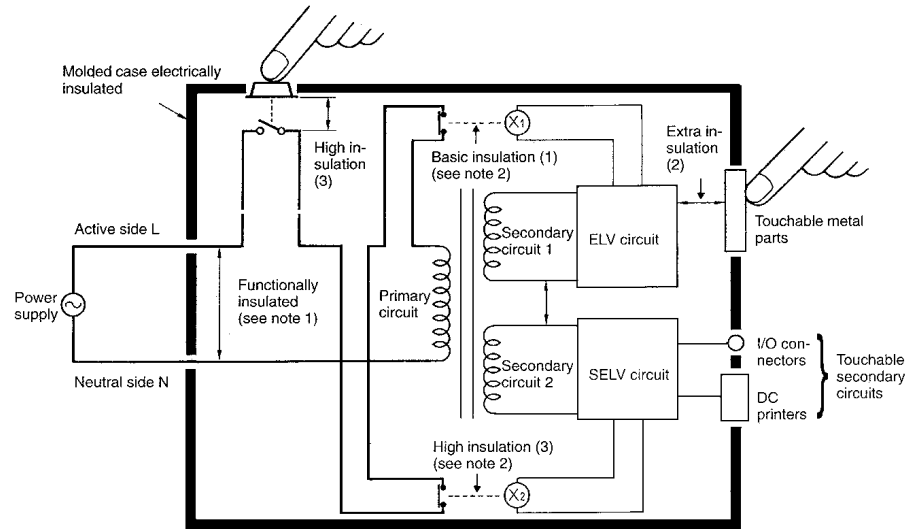 Molded case electrically
insulated
High in-
sulation
(3)
X1
Basic insulation (1)
(see note 2)
Extra in-
sulation
(2)
Touchable metal
parts
Secondary
circuit 1
ELV circuit
Active side L
Functionally
insulated
(see note 1)
Primary
circuit
Power
supply
Neutral side N
Secondary
circuit 2
SELV circuit
I/O con-
nectors
DC
printers
Touchable
secondary
circuits
High insulation (3)
(see note 2)
X2